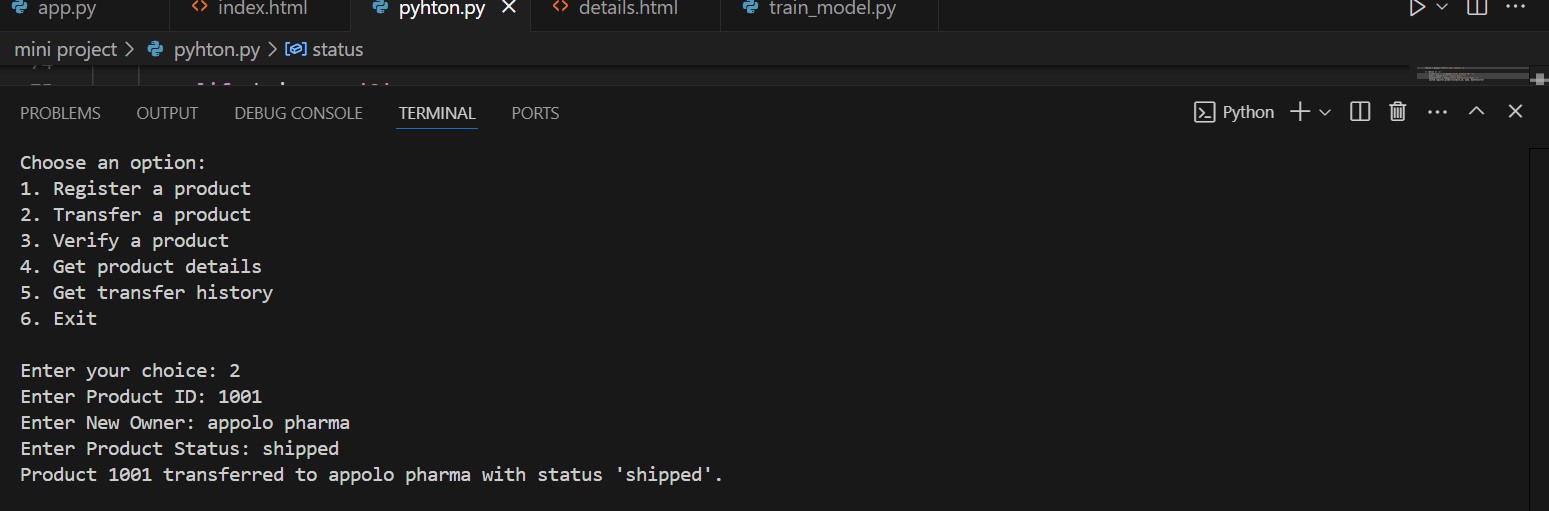 app.py index.html pyhton.py details.html train_model.py
mini project > pyhton.py > status
PROBLEMS OUTPUT DEBUG CONSOLE TERMINAL PORTS Python
Choose an option:
1. Register a product
2. Transfer a product
3. Verify a product
4. Get product details
5. Get transfer history
6. Exit
Enter your choice: 2
Enter Product ID: 1001
Enter New Owner: appolo pharma
Enter Product Status: shipped
Product 1001 transferred to appolo pharma with status 'shipped'.